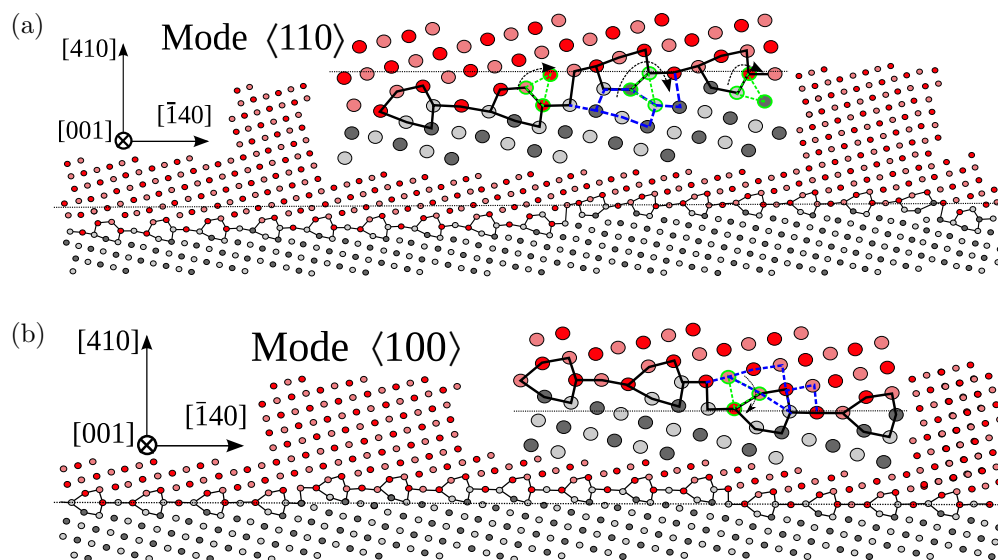 (a)
[410]
Mode ⟨110⟩
[001]
[1̄40]
(b)
[410]
Mode ⟨100⟩
[1̄40]
[001]